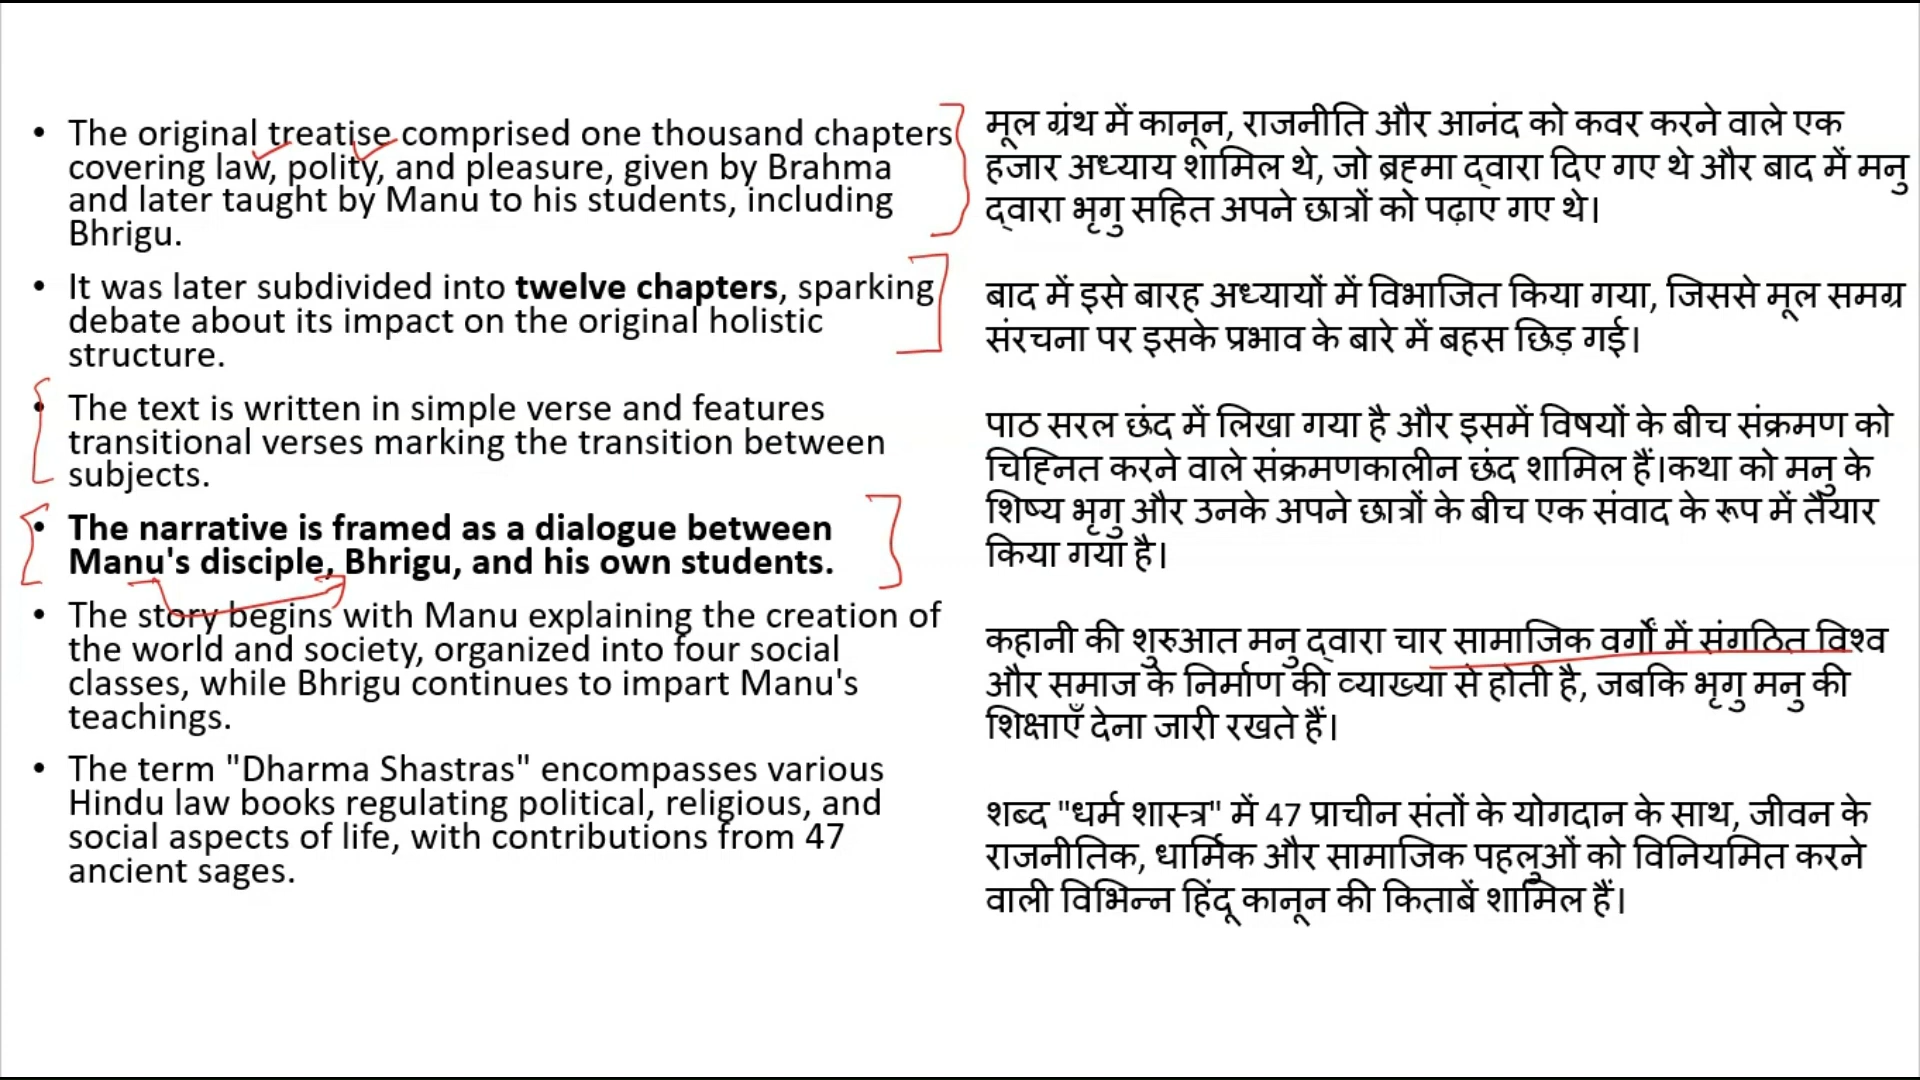 • The original treatise comprised one thousand chapters
covering law, polity, and pleasure, given by Brahma
and later taught by Manu to his students, including
Bhrigu.
• It was later subdivided into twelve chapters, sparking
debate about its impact on the original holistic
structure.
• The text is written in simple verse and features
transitional verses marking the transition between
subjects.
• The narrative is framed as a dialogue between
Manu's disciple, Bhrigu, and his own students.
• The story begins with Manu explaining the creation of
the world and society, organized into four social
classes, while Bhrigu continues to impart Manu's
teachings.
• The term "Dharma Shastras" encompasses various
Hindu law books regulating political, religious, and
social aspects of life, with contributions from 47
ancient sages.
मूल ग्रंथ में कानून, राजनीति और आनंद को कवर करने वाले एक
हजार अध्याय शामिल थे, जो ब्रह्मा द्वारा दिए गए थे और बाद में मनु
द्वारा भृगु सहित अपने छात्रों को पढ़ाए गए थे।
बाद में इसे बारह अध्यायों में विभाजित किया गया, जिससे मूल समग्र
संरचना पर इसके प्रभाव के बारे में बहस छिड़ गई।
पाठ सरल छंद में लिखा गया है और इसमें विषयों के बीच संक्रमण को
चिह्नित करने वाले संक्रमणकालीन छंद शामिल हैं।कथा को मनु के
शिष्य भृगु और उनके अपने छात्रों के बीच एक संवाद के रूप में तैयार
किया गया है।
कहानी की शुरुआत मनु द्वारा चार सामाजिक वर्गों में संगठित विश्व
और समाज के निर्माण की व्याख्या से होती है, जबकि भृगु मनु की
शिक्षाएँ देना जारी रखते हैं।
शब्द "धर्म शास्त्र" में 47 प्राचीन संतों के योगदान के साथ, जीवन के
राजनीतिक, धार्मिक और सामाजिक पहलुओं को विनियमित करने
वाली विभिन्न हिंदू कानून की किताबें शामिल हैं।